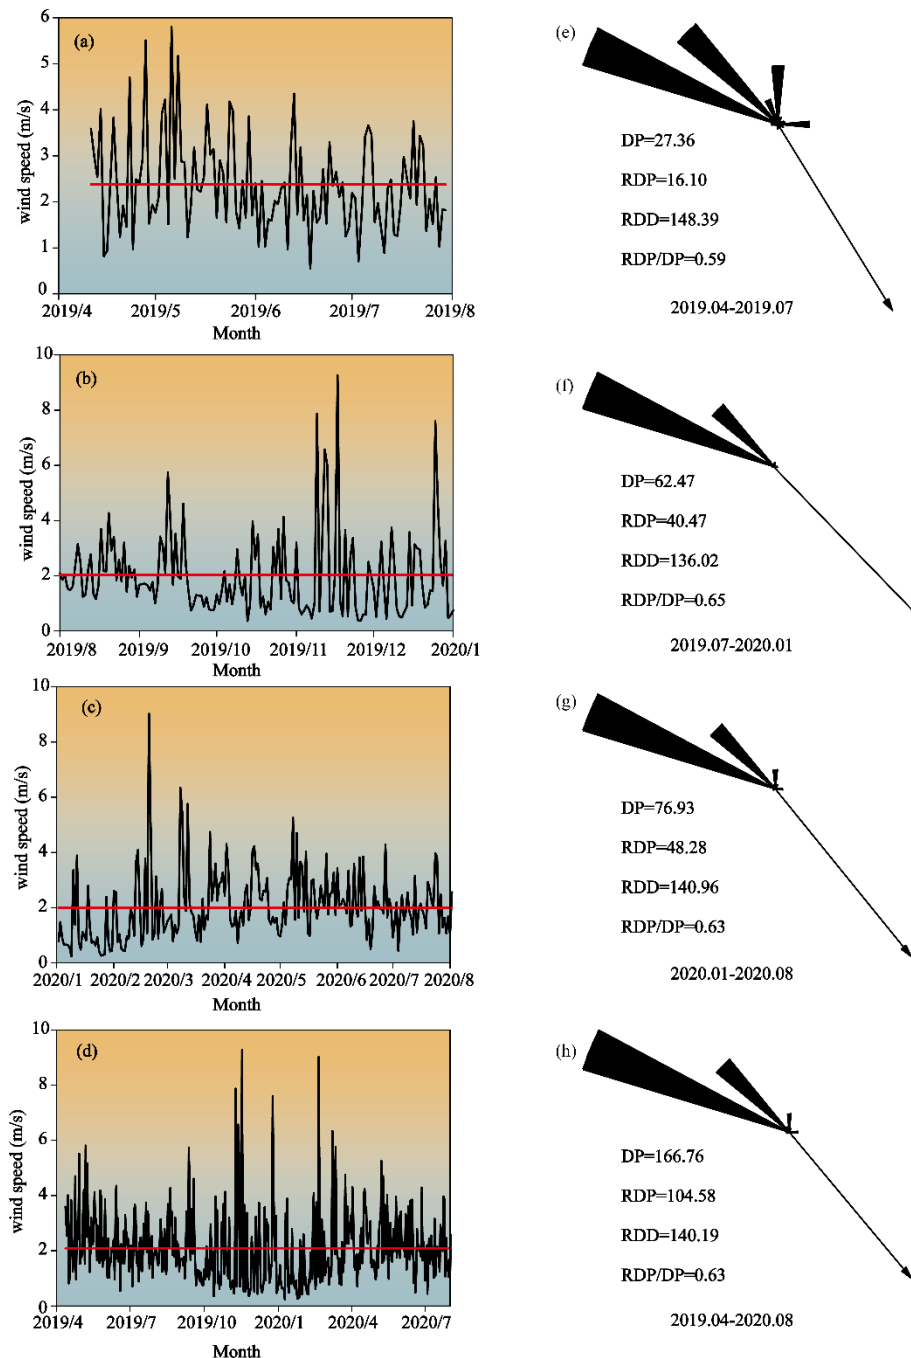 6
(a)
5
4
3
2
1
0
wind speed (m/s)
2019/4
2019/5
2019/6
2019/7
2019/8
Month
(e)
DP=27.36
RDP=16.10
RDD=148.39
RDP/DP=0.59
2019.04-2019.07
10
(b)
8
6
4
2
0
wind speed (m/s)
2019/8
2019/9
2019/10
2019/11
2019/12
2020/1
Month
(f)
DP=62.47
RDP=40.47
RDD=136.02
RDP/DP=0.65
2019.07-2020.01
10
(c)
8
6
4
2
0
wind speed (m/s)
2020/1
2020/2
2020/3
2020/4
2020/5
2020/6
2020/7
2020/8
Month
(g)
DP=76.93
RDP=48.28
RDD=140.96
RDP/DP=0.63
2020.01-2020.08
10
(d)
8
6
4
2
0
wind speed (m/s)
2019/4
2019/7
2019/10
2020/1
2020/4
2020/7
Month
(h)
DP=166.76
RDP=104.58
RDD=140.19
RDP/DP=0.63
2019.04-2020.08